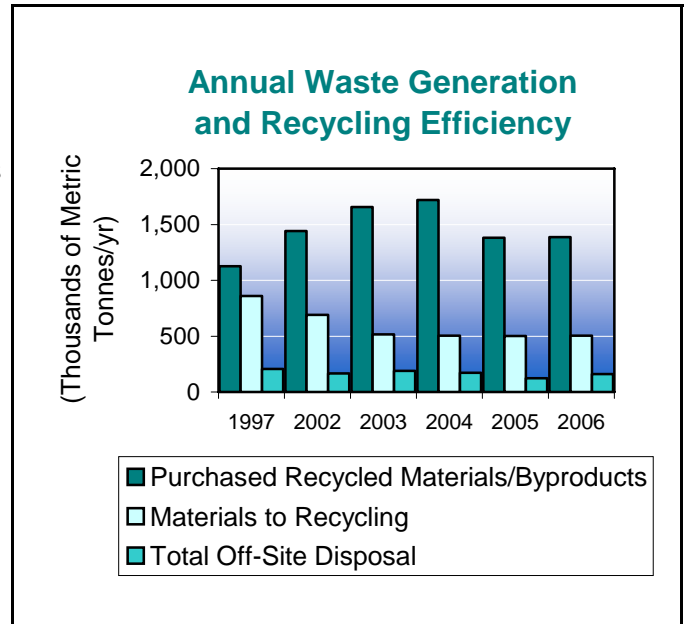 Annual Waste Generation
and Recycling Efficiency
(Thousands of Metric
Tonnes/yr)
2,000
1,500
1,000
500
0
1997 2002 2003 2004 2005 2006
Purchased Recycled Materials/Byproducts
Materials to Recycling
Total Off-Site Disposal